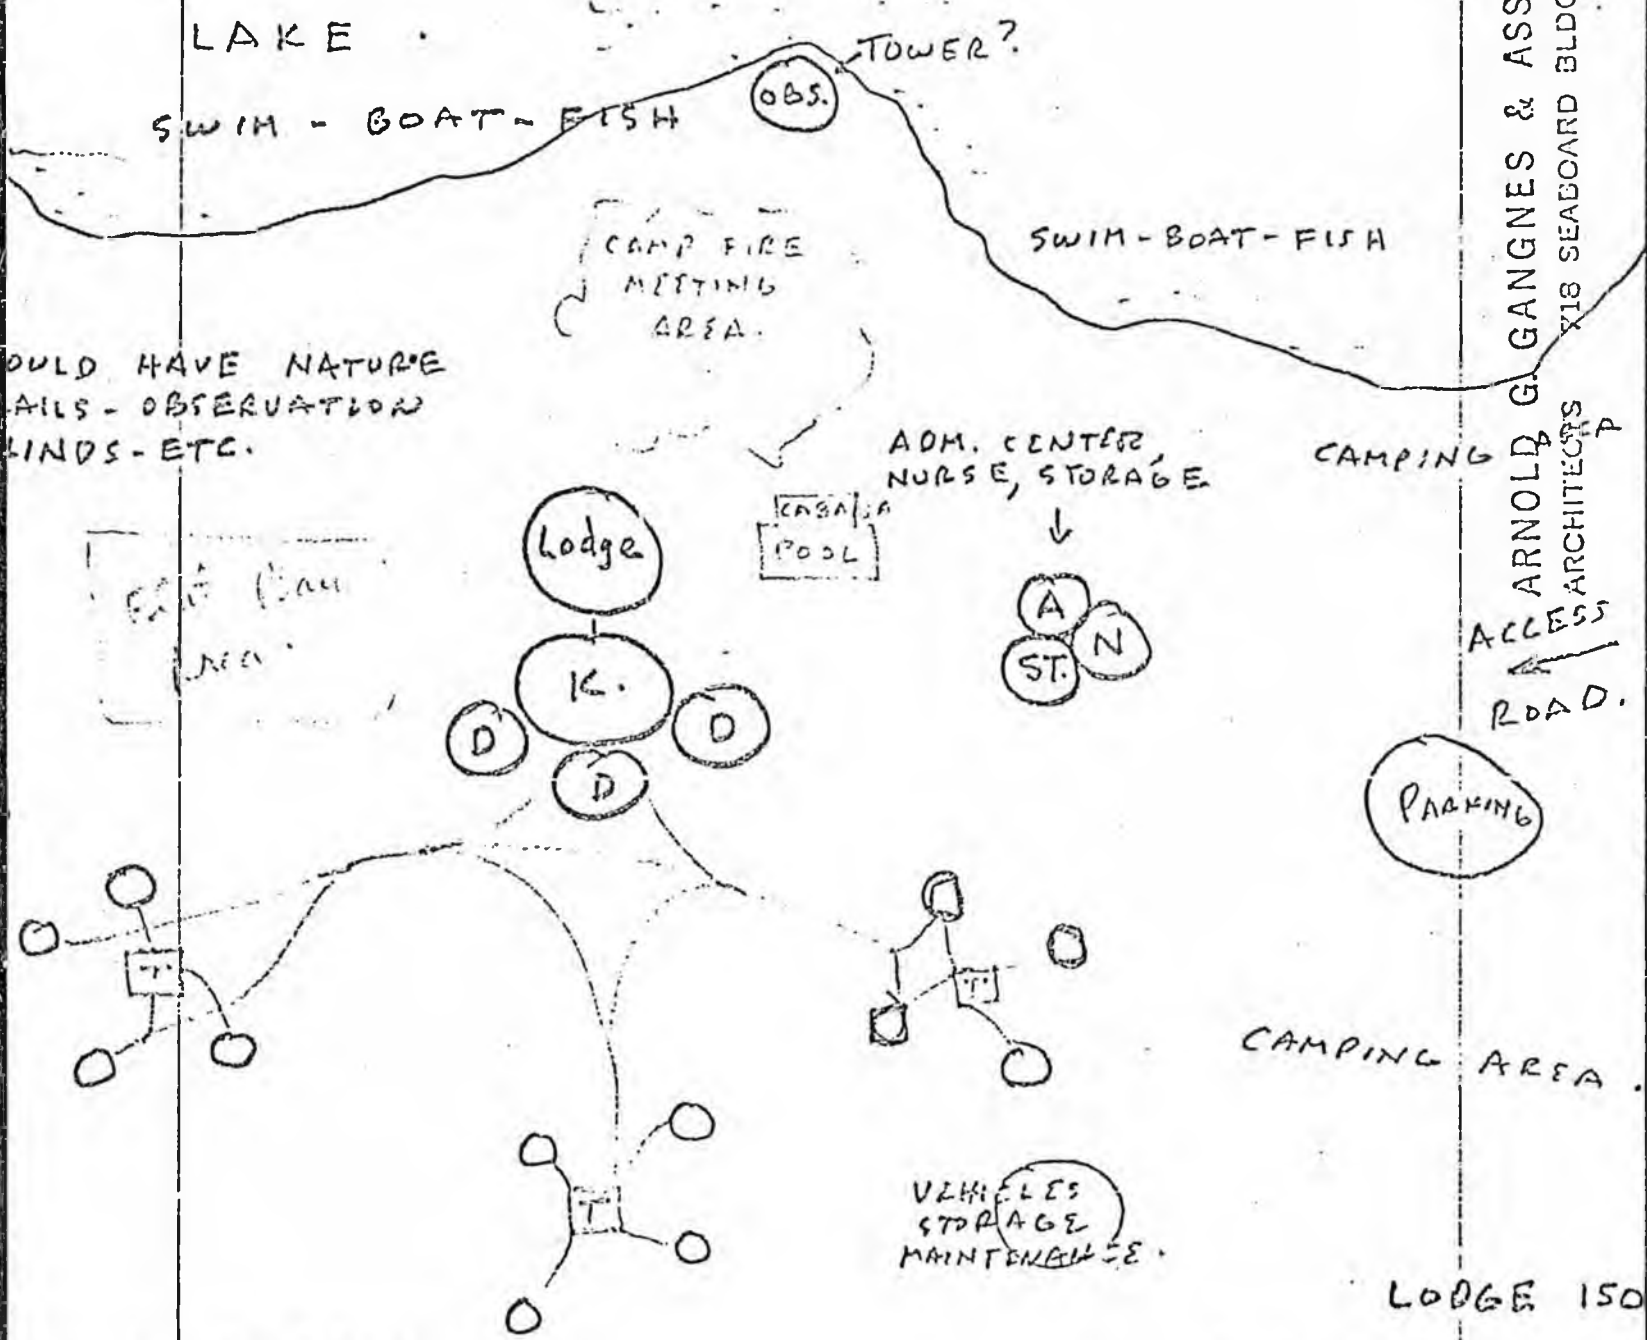 LAKE
TOWER?
OBS.
SWIM - BOAT - FISH
SWIM-BOAT-FISH
CAMP FIRE
MEETING
AREA.
OULD HAVE NATURE
AILS - OBSERVATION
LINDS - ETC.
ADM. CENTER,
NURSE, STORAGE
CAMPING
ARNOLD G. GANGNES & ASS
ARCHITECTS 718 SEABOARD BLDG
Lodge
CABANA
POOL
A
N
ST.
K.
D
D
D
ACCESS
ROAD.
PARKING
T
T
T
CAMPING AREA.
VEHICLES
STORAGE
MAINTENANCE.
LODGE 150